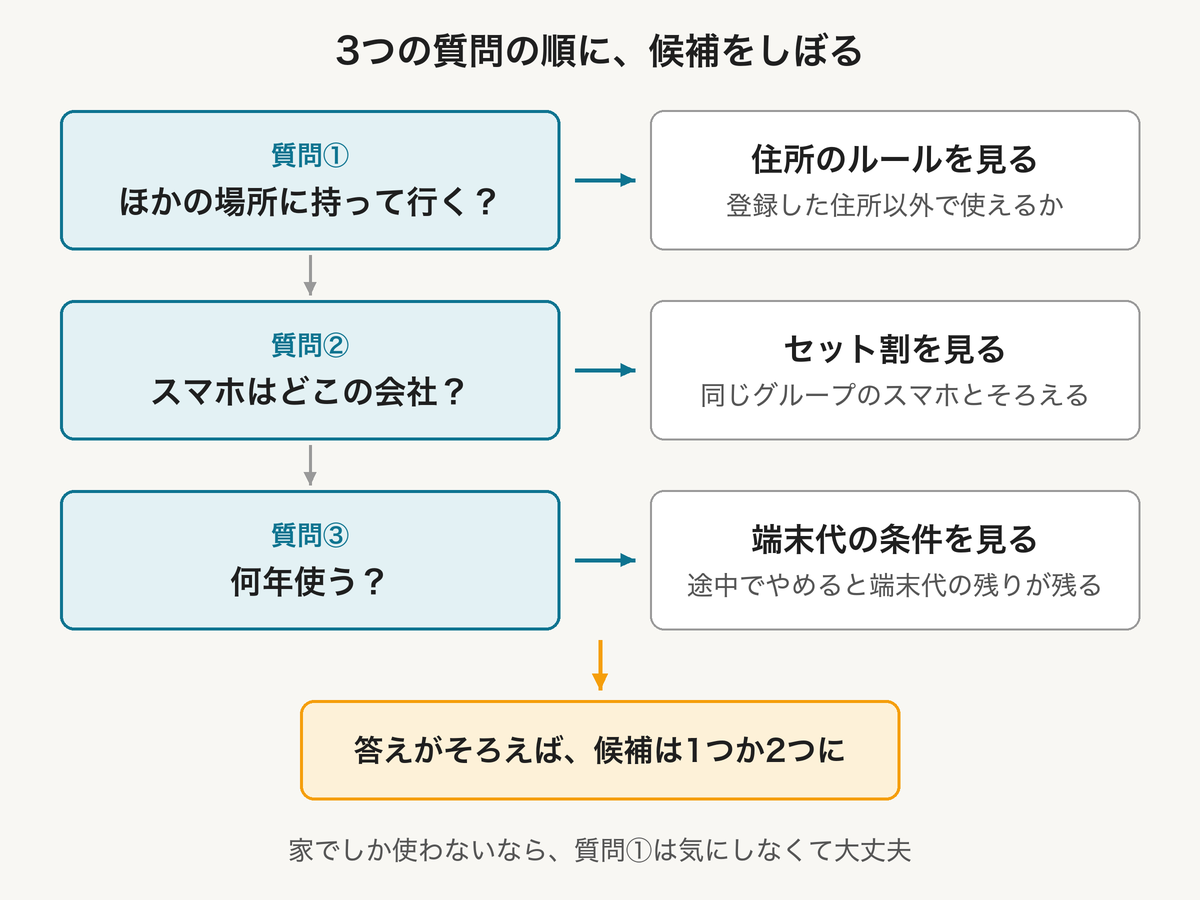 3つの質問の順に、候補をしぼる
質問①
ほかの場所に持って行く？
住所のルールを見る
登録した住所以外で使えるか
質問②
スマホはどこの会社？
セット割を見る
同じグループのスマホとそろえる
質問③
何年使う？
端末代の条件を見る
途中でやめると端末代の残りが残る
答えがそろえば、候補は1つか2つに
家でしか使わないなら、質問①は気にしなくて大丈夫